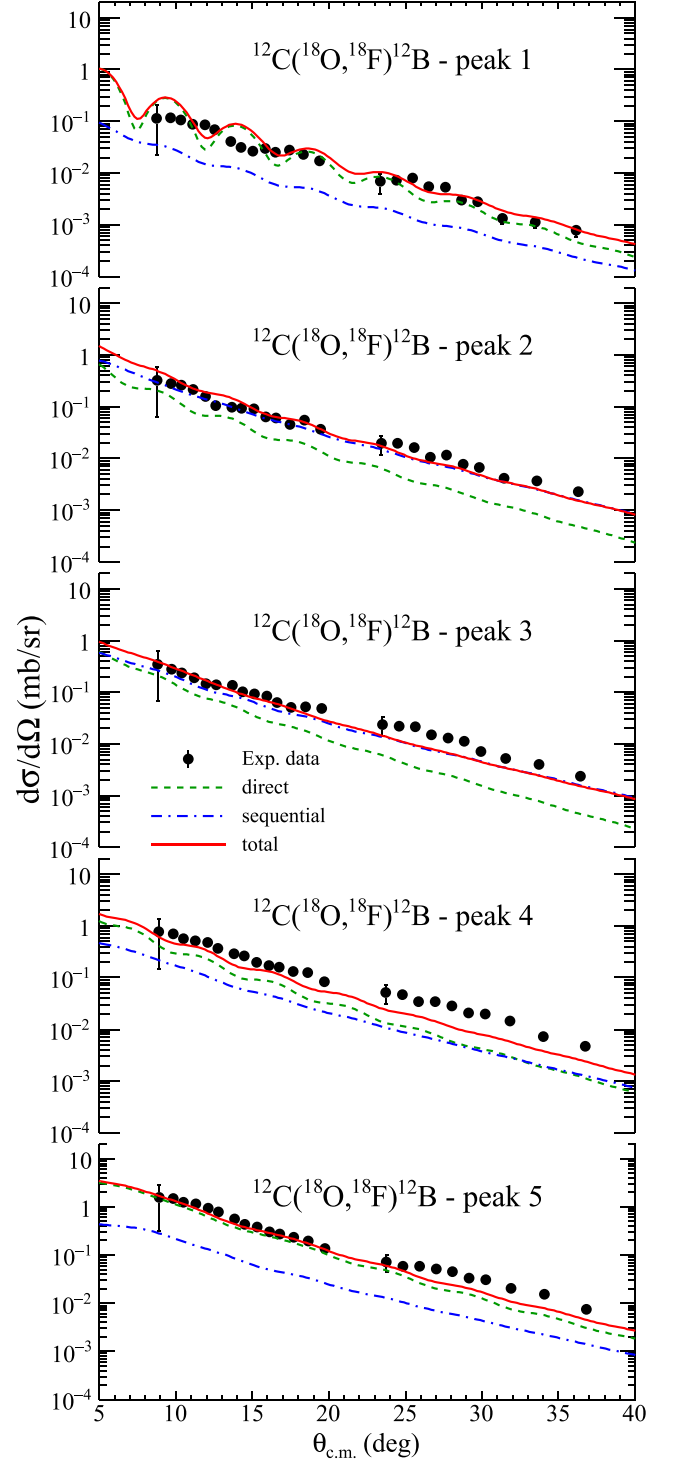 10
1
10⁻¹
10⁻²
10⁻³
10⁻⁴
¹²C(¹⁸O,¹⁸F)¹²B - peak 1
10
1
10⁻¹
10⁻²
10⁻³
10⁻⁴
¹²C(¹⁸O,¹⁸F)¹²B - peak 2
10
1
10⁻¹
10⁻²
10⁻³
10⁻⁴
¹²C(¹⁸O,¹⁸F)¹²B - peak 3
Exp. data
direct
sequential
total
dσ/dΩ (mb/sr)
10
1
10⁻¹
10⁻²
10⁻³
10⁻⁴
¹²C(¹⁸O,¹⁸F)¹²B - peak 4
10
1
10⁻¹
10⁻²
10⁻³
10⁻⁴
¹²C(¹⁸O,¹⁸F)¹²B - peak 5
5 10 15 20 25 30 35 40
θc.m. (deg)